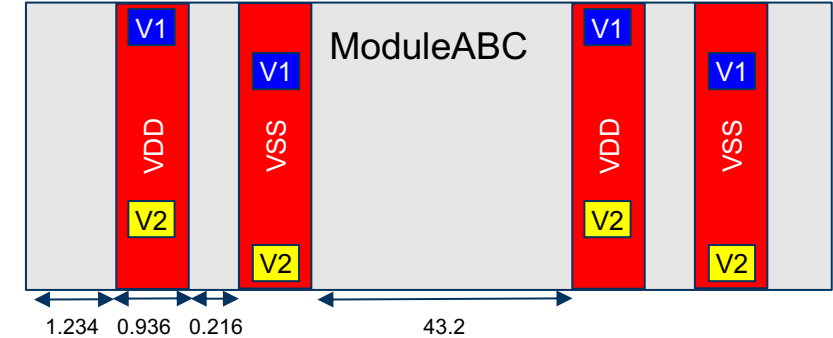 V1
V1
ModuleABC
V1
V1
VDD
VSS
VDD
VSS
V2
V2
V2
V2
1.234
0.936
0.216
43.2